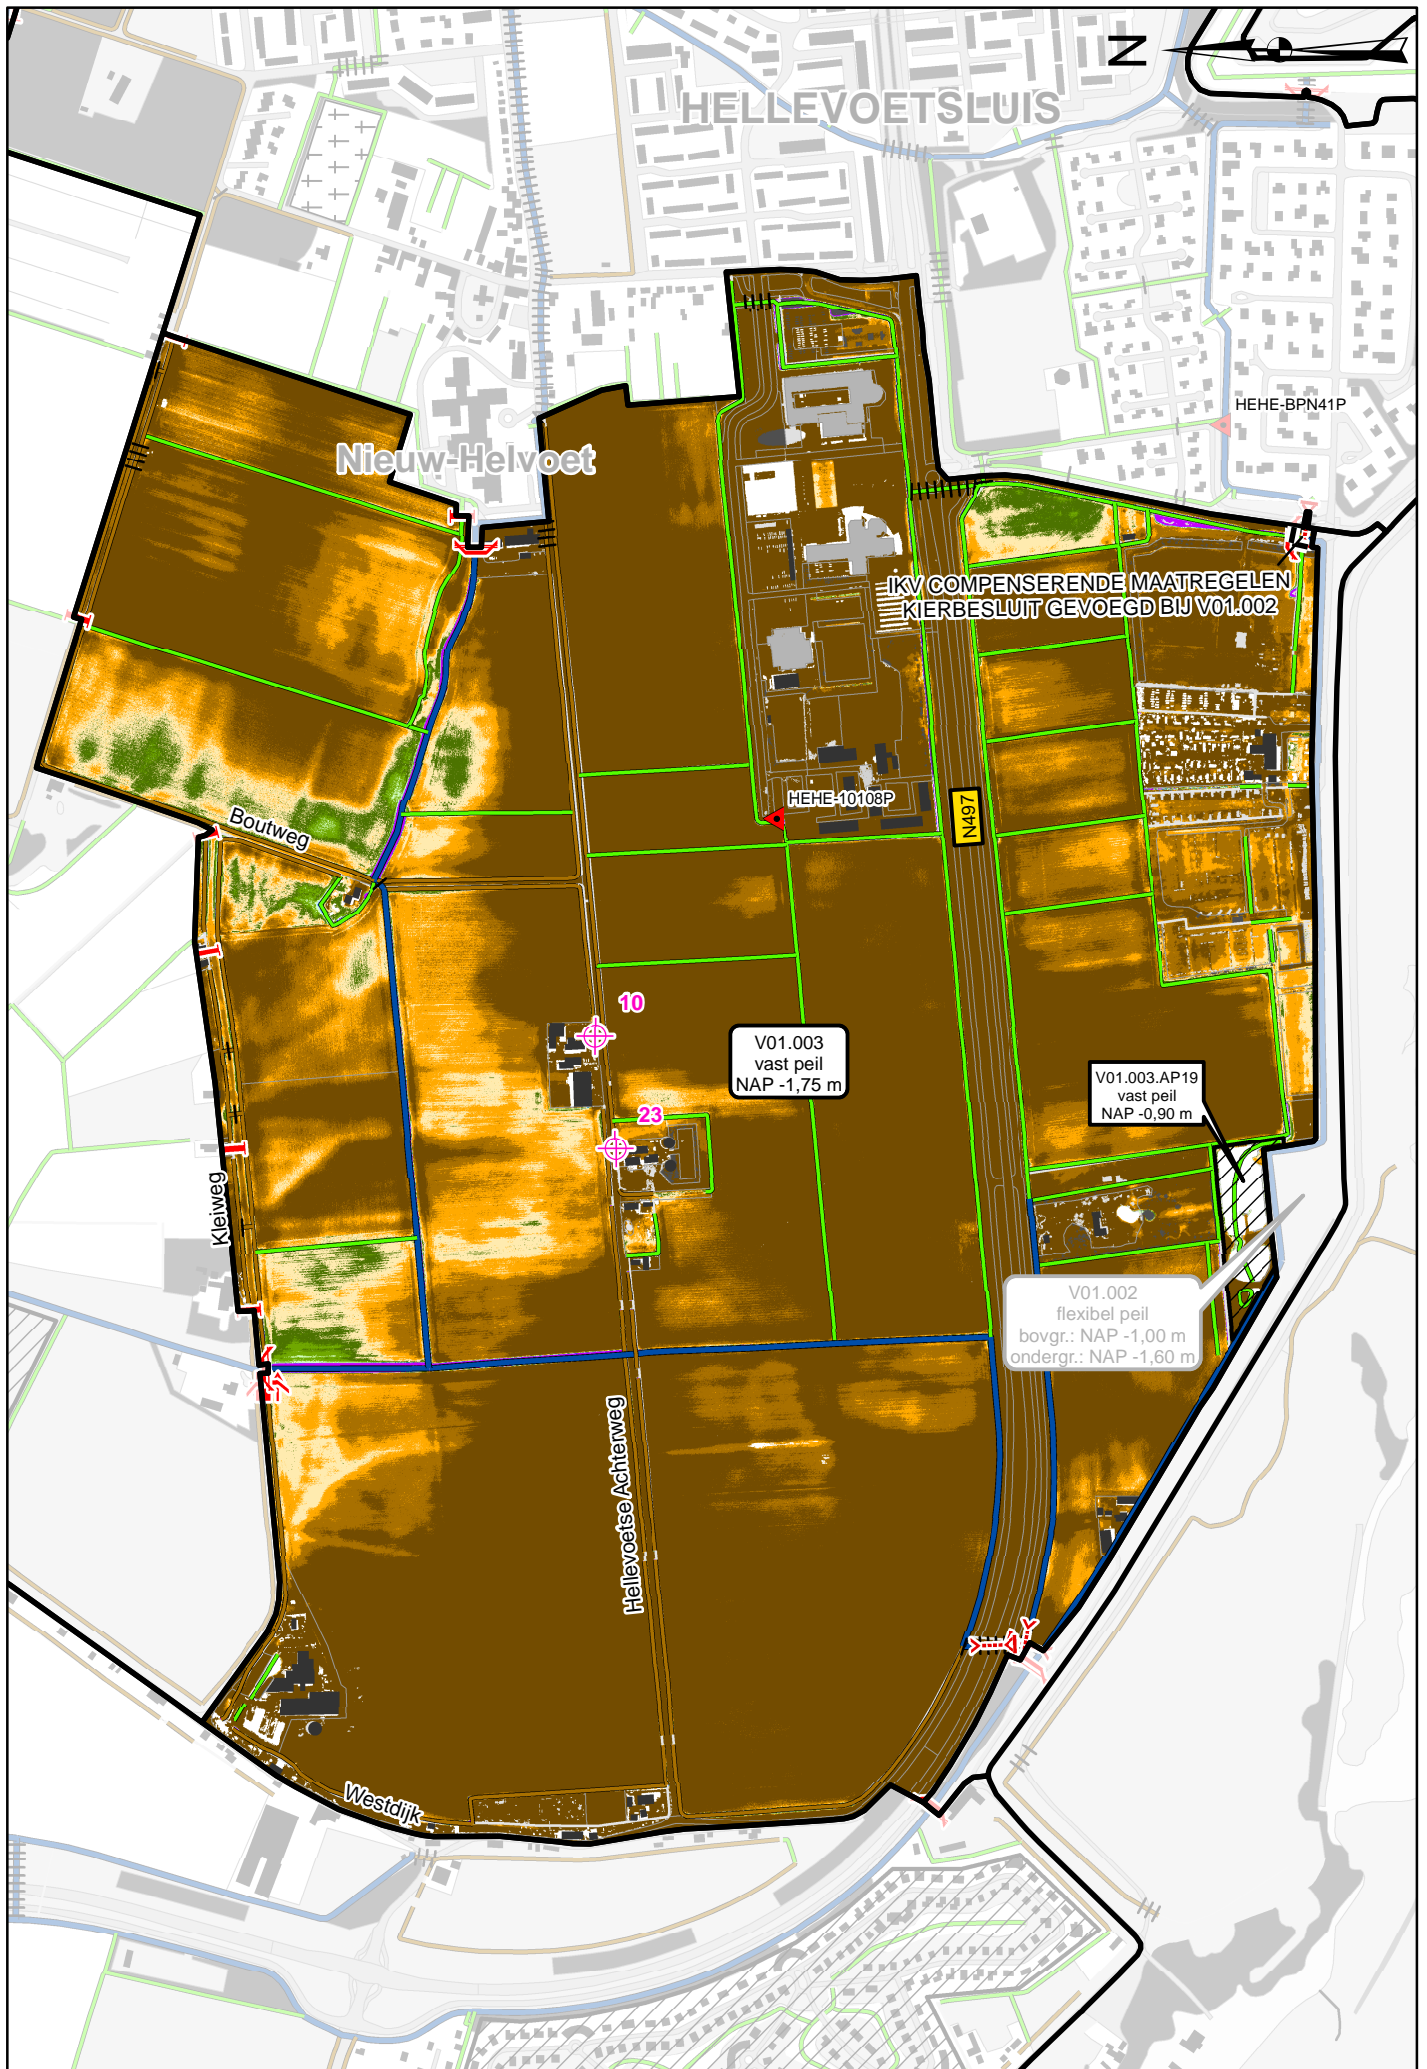 N
HELLEVOETSLUIS
HEHE-BPN41P
Nieuw-Helvoet
IKV COMPENSERENDE MAATREGELEN
KIERBESLUIT GEVOEGD BIJ V01.002
HEHE-10108P
N497
Boutweg
10
V01.003
vast peil
NAP -1,75 m
V01.003.AP19
vast peil
NAP -0,90 m
23
Kleiweg
V01.002
flexibel peil
bovgr.: NAP -1,00 m
ondergr.: NAP -1,60 m
Hellevoetse Achterweg
Westdijk